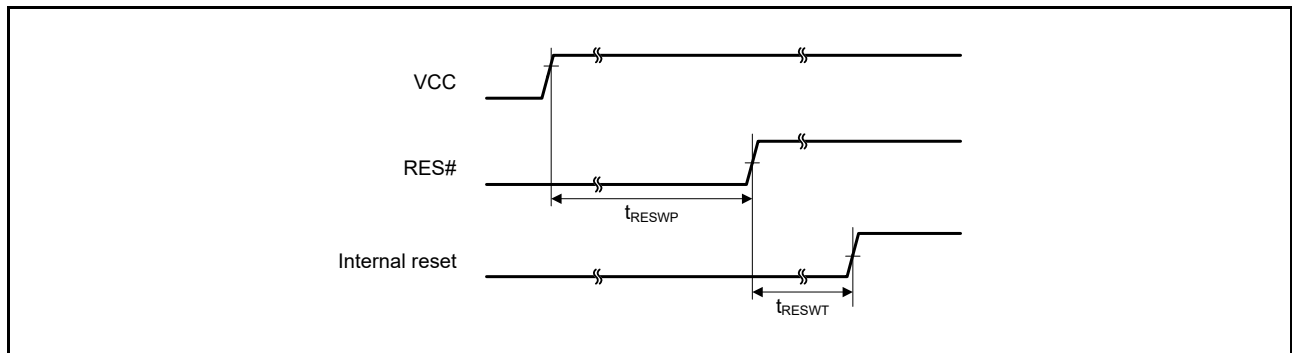 VCC
RES#
tRESWP
Internal reset
tRESWT